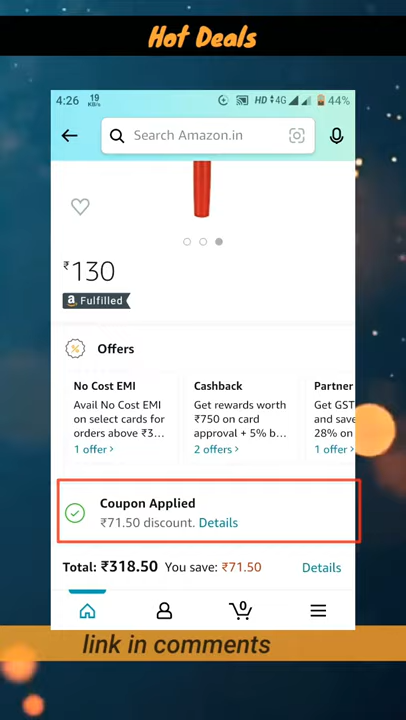 Hot Deals
4:26 19 KB/s HD 4G 44%
Search Amazon.in
₹130
a Fulfilled
Offers
No Cost EMI
Avail No Cost EMI
on select cards for
orders above ₹3...
1 offer >
Cashback
Get rewards worth
₹750 on card
approval + 5% b...
2 offers >
Partner
Get GST
and save
28% on
1 offer >
Coupon Applied
₹71.50 discount. Details
Total: ₹318.50 You save: ₹71.50 Details
0
link in comments